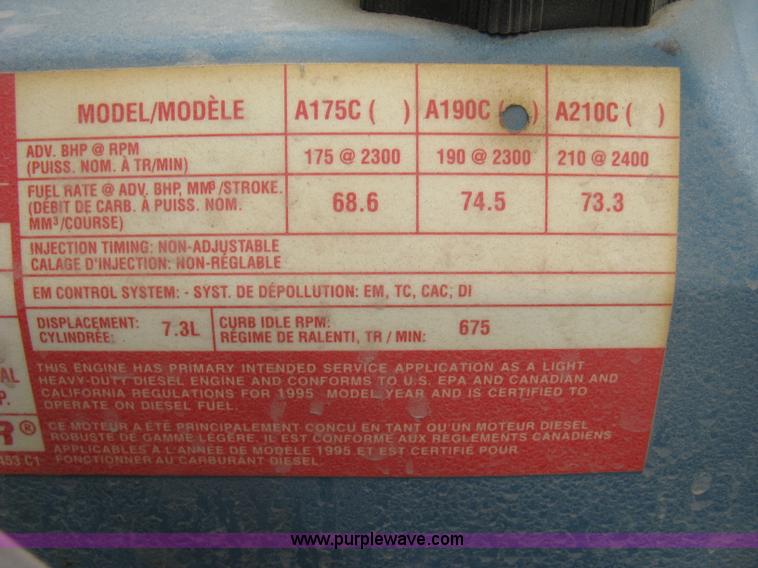 MODEL/MODÈLE A175C ( ) A190C ( ) A210C ( )
ADV. BHP @ RPM
(PUISS. NOM. À TR/MIN) 175 @ 2300 190 @ 2300 210 @ 2400
FUEL RATE @ ADV. BHP, MM³/STROKE.
(DÉBIT DE CARB. À PUISS. NOM.
MM³/COURSE) 68.6 74.5 73.3
INJECTION TIMING: NON-ADJUSTABLE
CALAGE D'INJECTION: NON-RÉGLABLE
EM CONTROL SYSTEM: - SYST. DE DÉPOLLUTION: EM, TC, CAC, DI
DISPLACEMENT:
CYLINDRÉE: 7.3L
CURB IDLE RPM:
RÉGIME DE RALENTI, TR / MIN: 675
THIS ENGINE HAS PRIMARY INTENDED SERVICE APPLICATION AS A LIGHT
HEAVY-DUTY DIESEL ENGINE AND CONFORMS TO U.S. EPA AND CANADIAN AND
CALIFORNIA REGULATIONS FOR 1995 MODEL YEAR AND IS CERTIFIED TO
OPERATE ON DIESEL FUEL.
CE MOTEUR A ÉTÉ PRINCIPALEMENT CONCU EN TANT QU'UN MOTEUR DIESEL
ROBUSTE DE GAMME LÉGÈRE. IL EST CONFORME AUX RÈGLEMENTS CANADIENS
APPLICABLES À L'ANNÉE DE MODÈLE 1995 ET EST CERTIFIÉ POUR
FONCTIONNER AU CARBURANT DIESEL.
AL
P.
R®
453 C1
www.purplewave.com